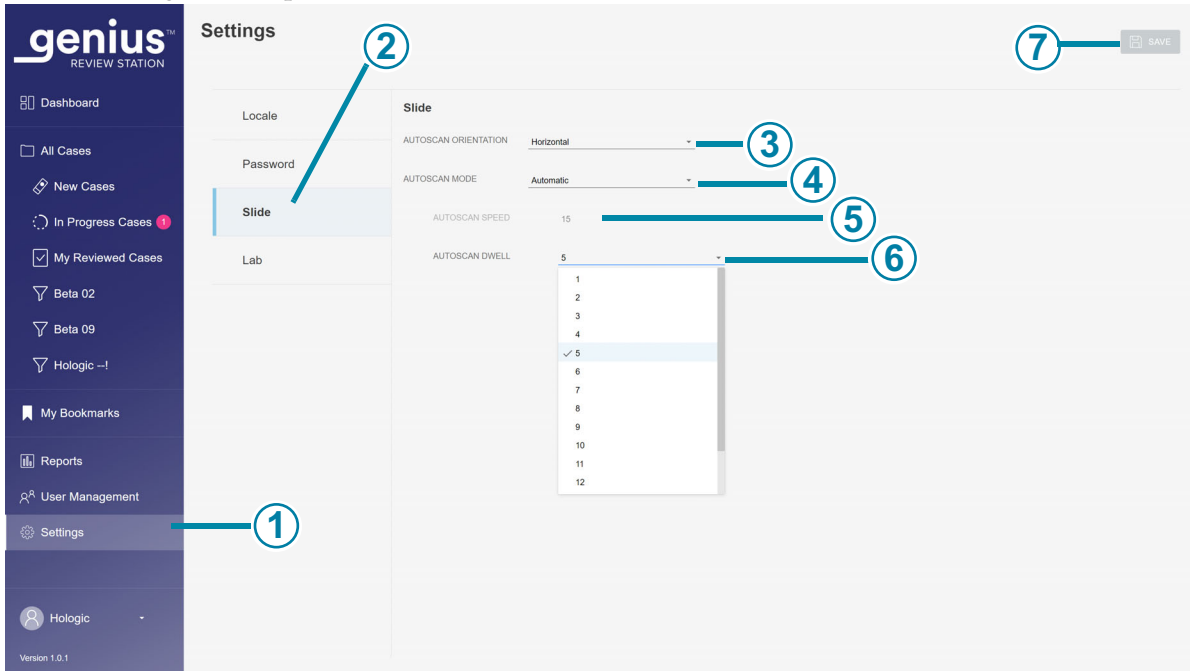 genius™
REVIEW STATION
Dashboard
All Cases
New Cases
In Progress Cases 1
My Reviewed Cases
Beta 02
Beta 09
Hologic --!
My Bookmarks
Reports
User Management
Settings
Hologic
Version 1.0.1
Settings
SAVE
Locale
Password
Slide
Lab
Slide
AUTOSCAN ORIENTATION Horizontal
AUTOSCAN MODE Automatic
AUTOSCAN SPEED 15
AUTOSCAN DWELL 5
1
2
3
4
5
6
7
8
9
10
11
12
1
2
3
4
5
6
7